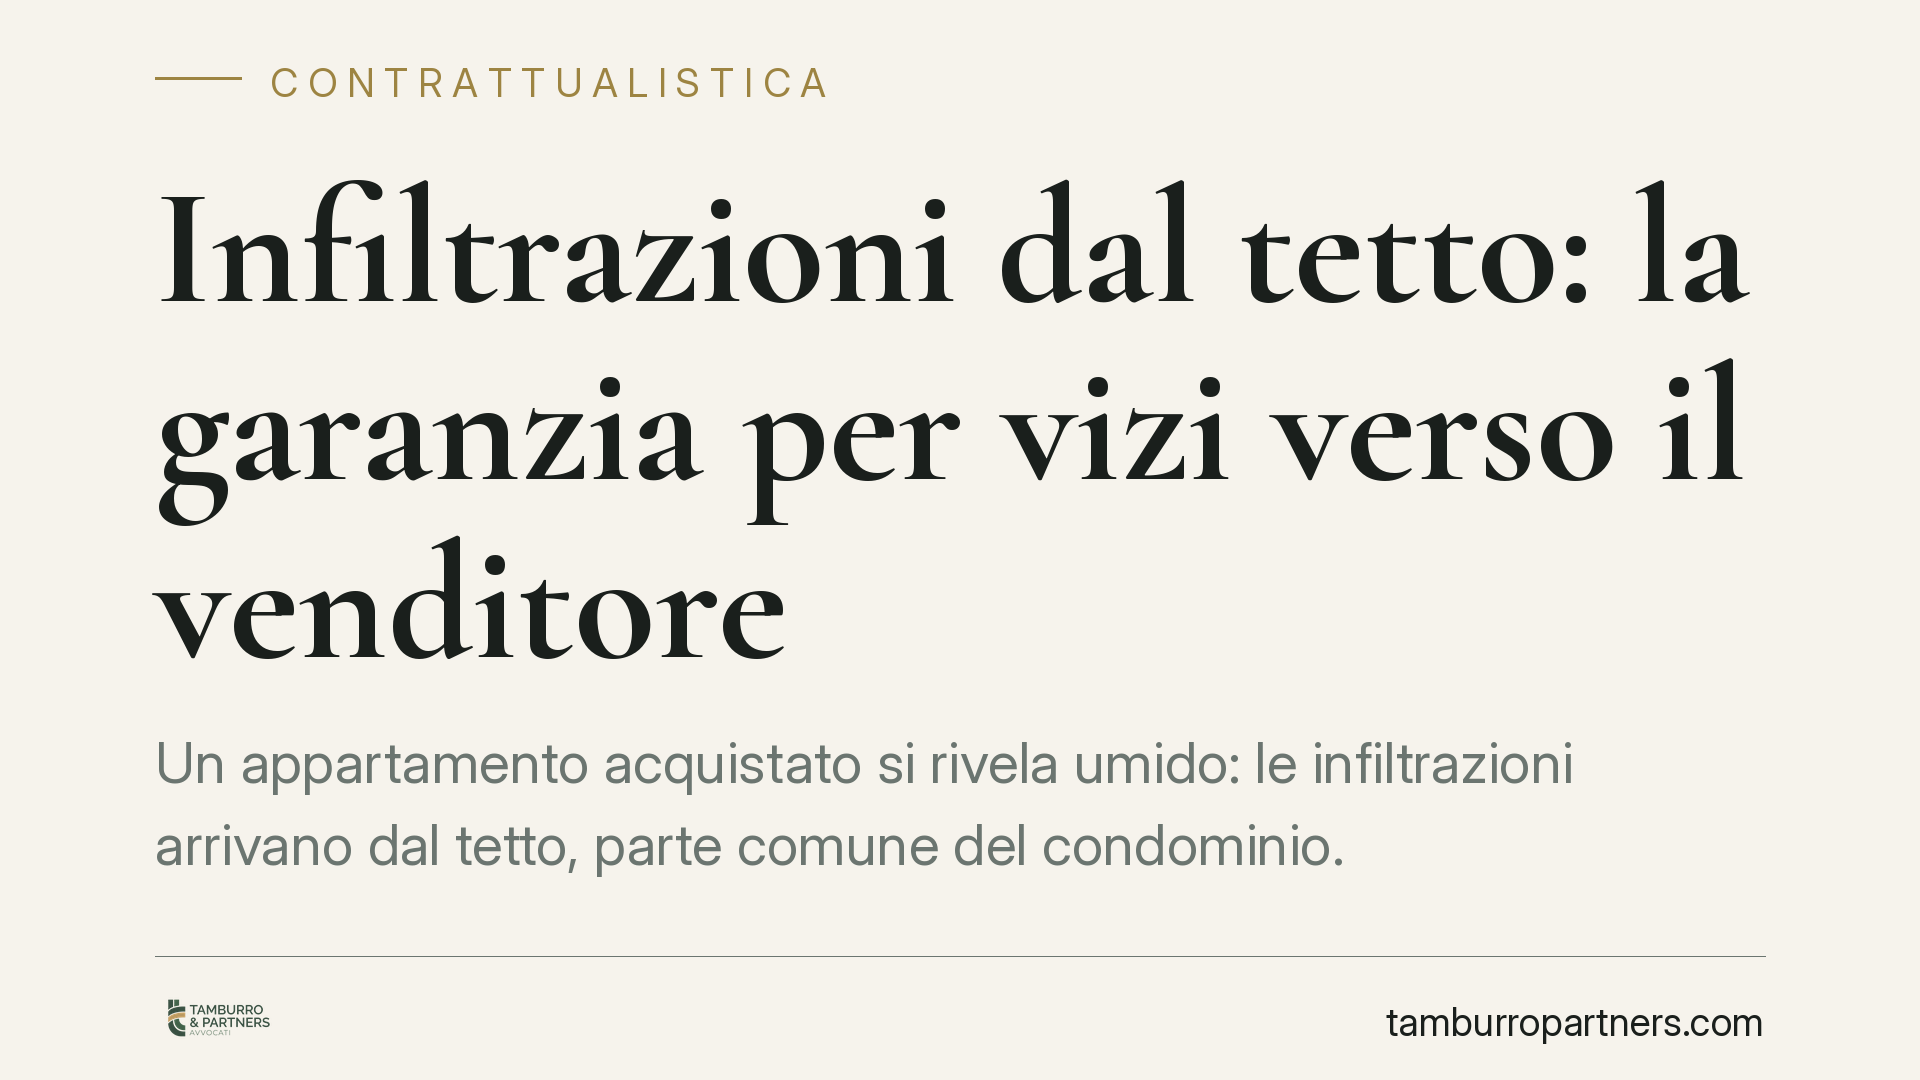 CONTRATTUALISTICA
Infiltrazioni dal tetto: la
garanzia per vizi verso il
venditore
Un appartamento acquistato si rivela umido: le infiltrazioni
arrivano dal tetto, parte comune del condominio.
TAMBURRO
& PARTNERS
AVVOCATI
tamburropartners.com